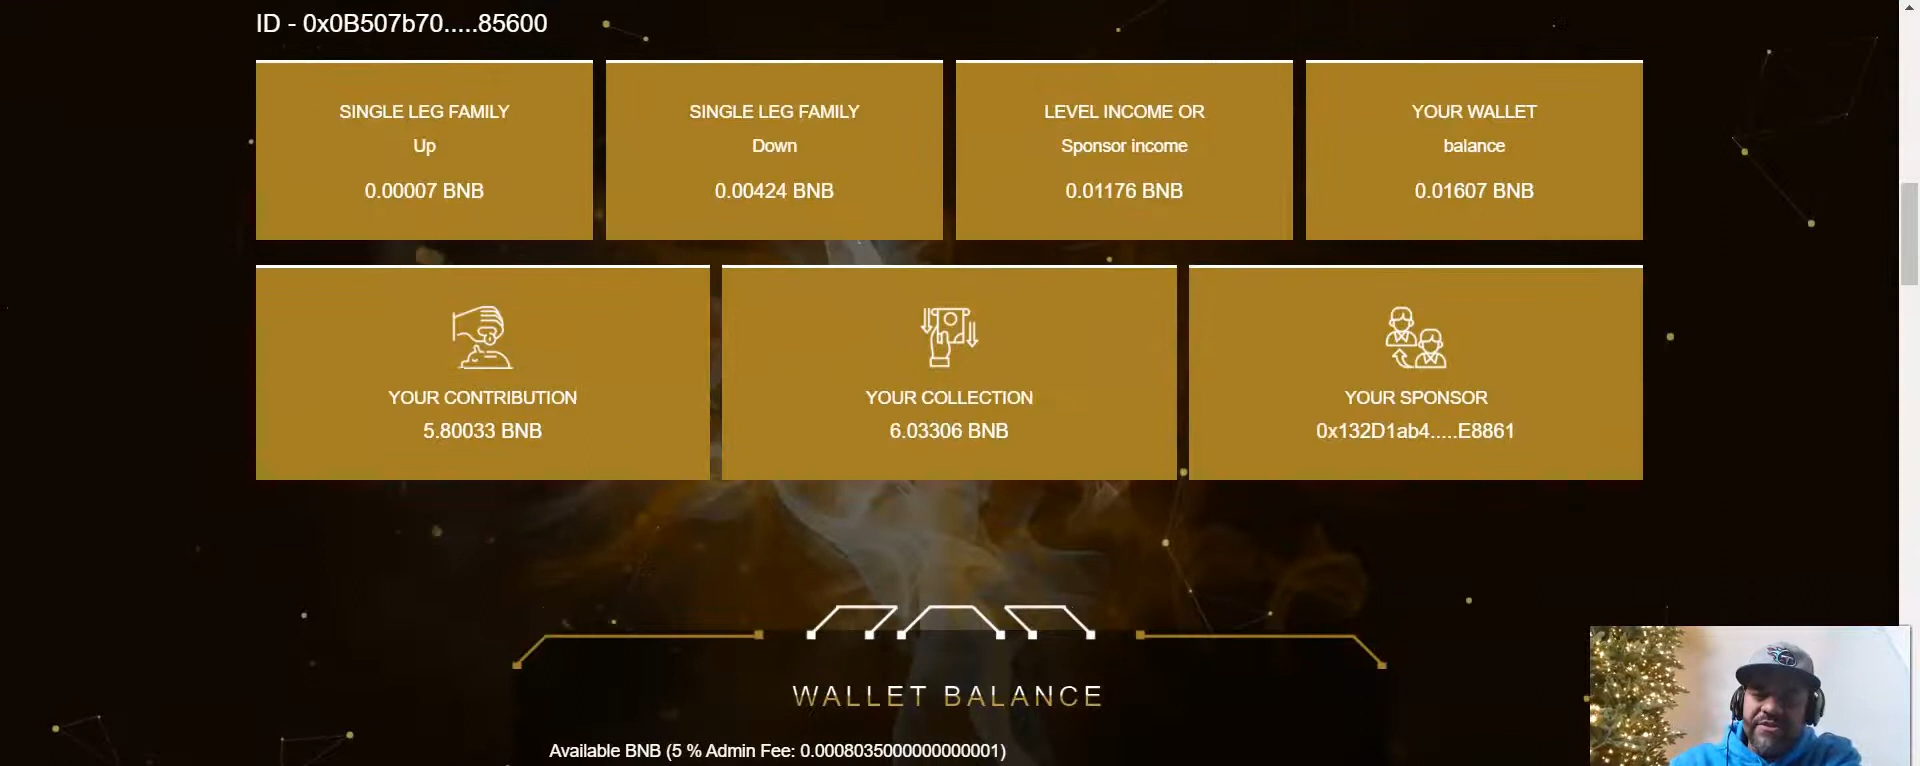 ID - 0x0B507b70.....85600
SINGLE LEG FAMILY
Up
0.00007 BNB
SINGLE LEG FAMILY
Down
0.00424 BNB
LEVEL INCOME OR
Sponsor income
0.01176 BNB
YOUR WALLET
balance
0.01607 BNB
YOUR CONTRIBUTION
5.80033 BNB
YOUR COLLECTION
6.03306 BNB
YOUR SPONSOR
0x132D1ab4.....E8861
WALLET BALANCE
Available BNB (5 % Admin Fee: 0.0008035000000000001)